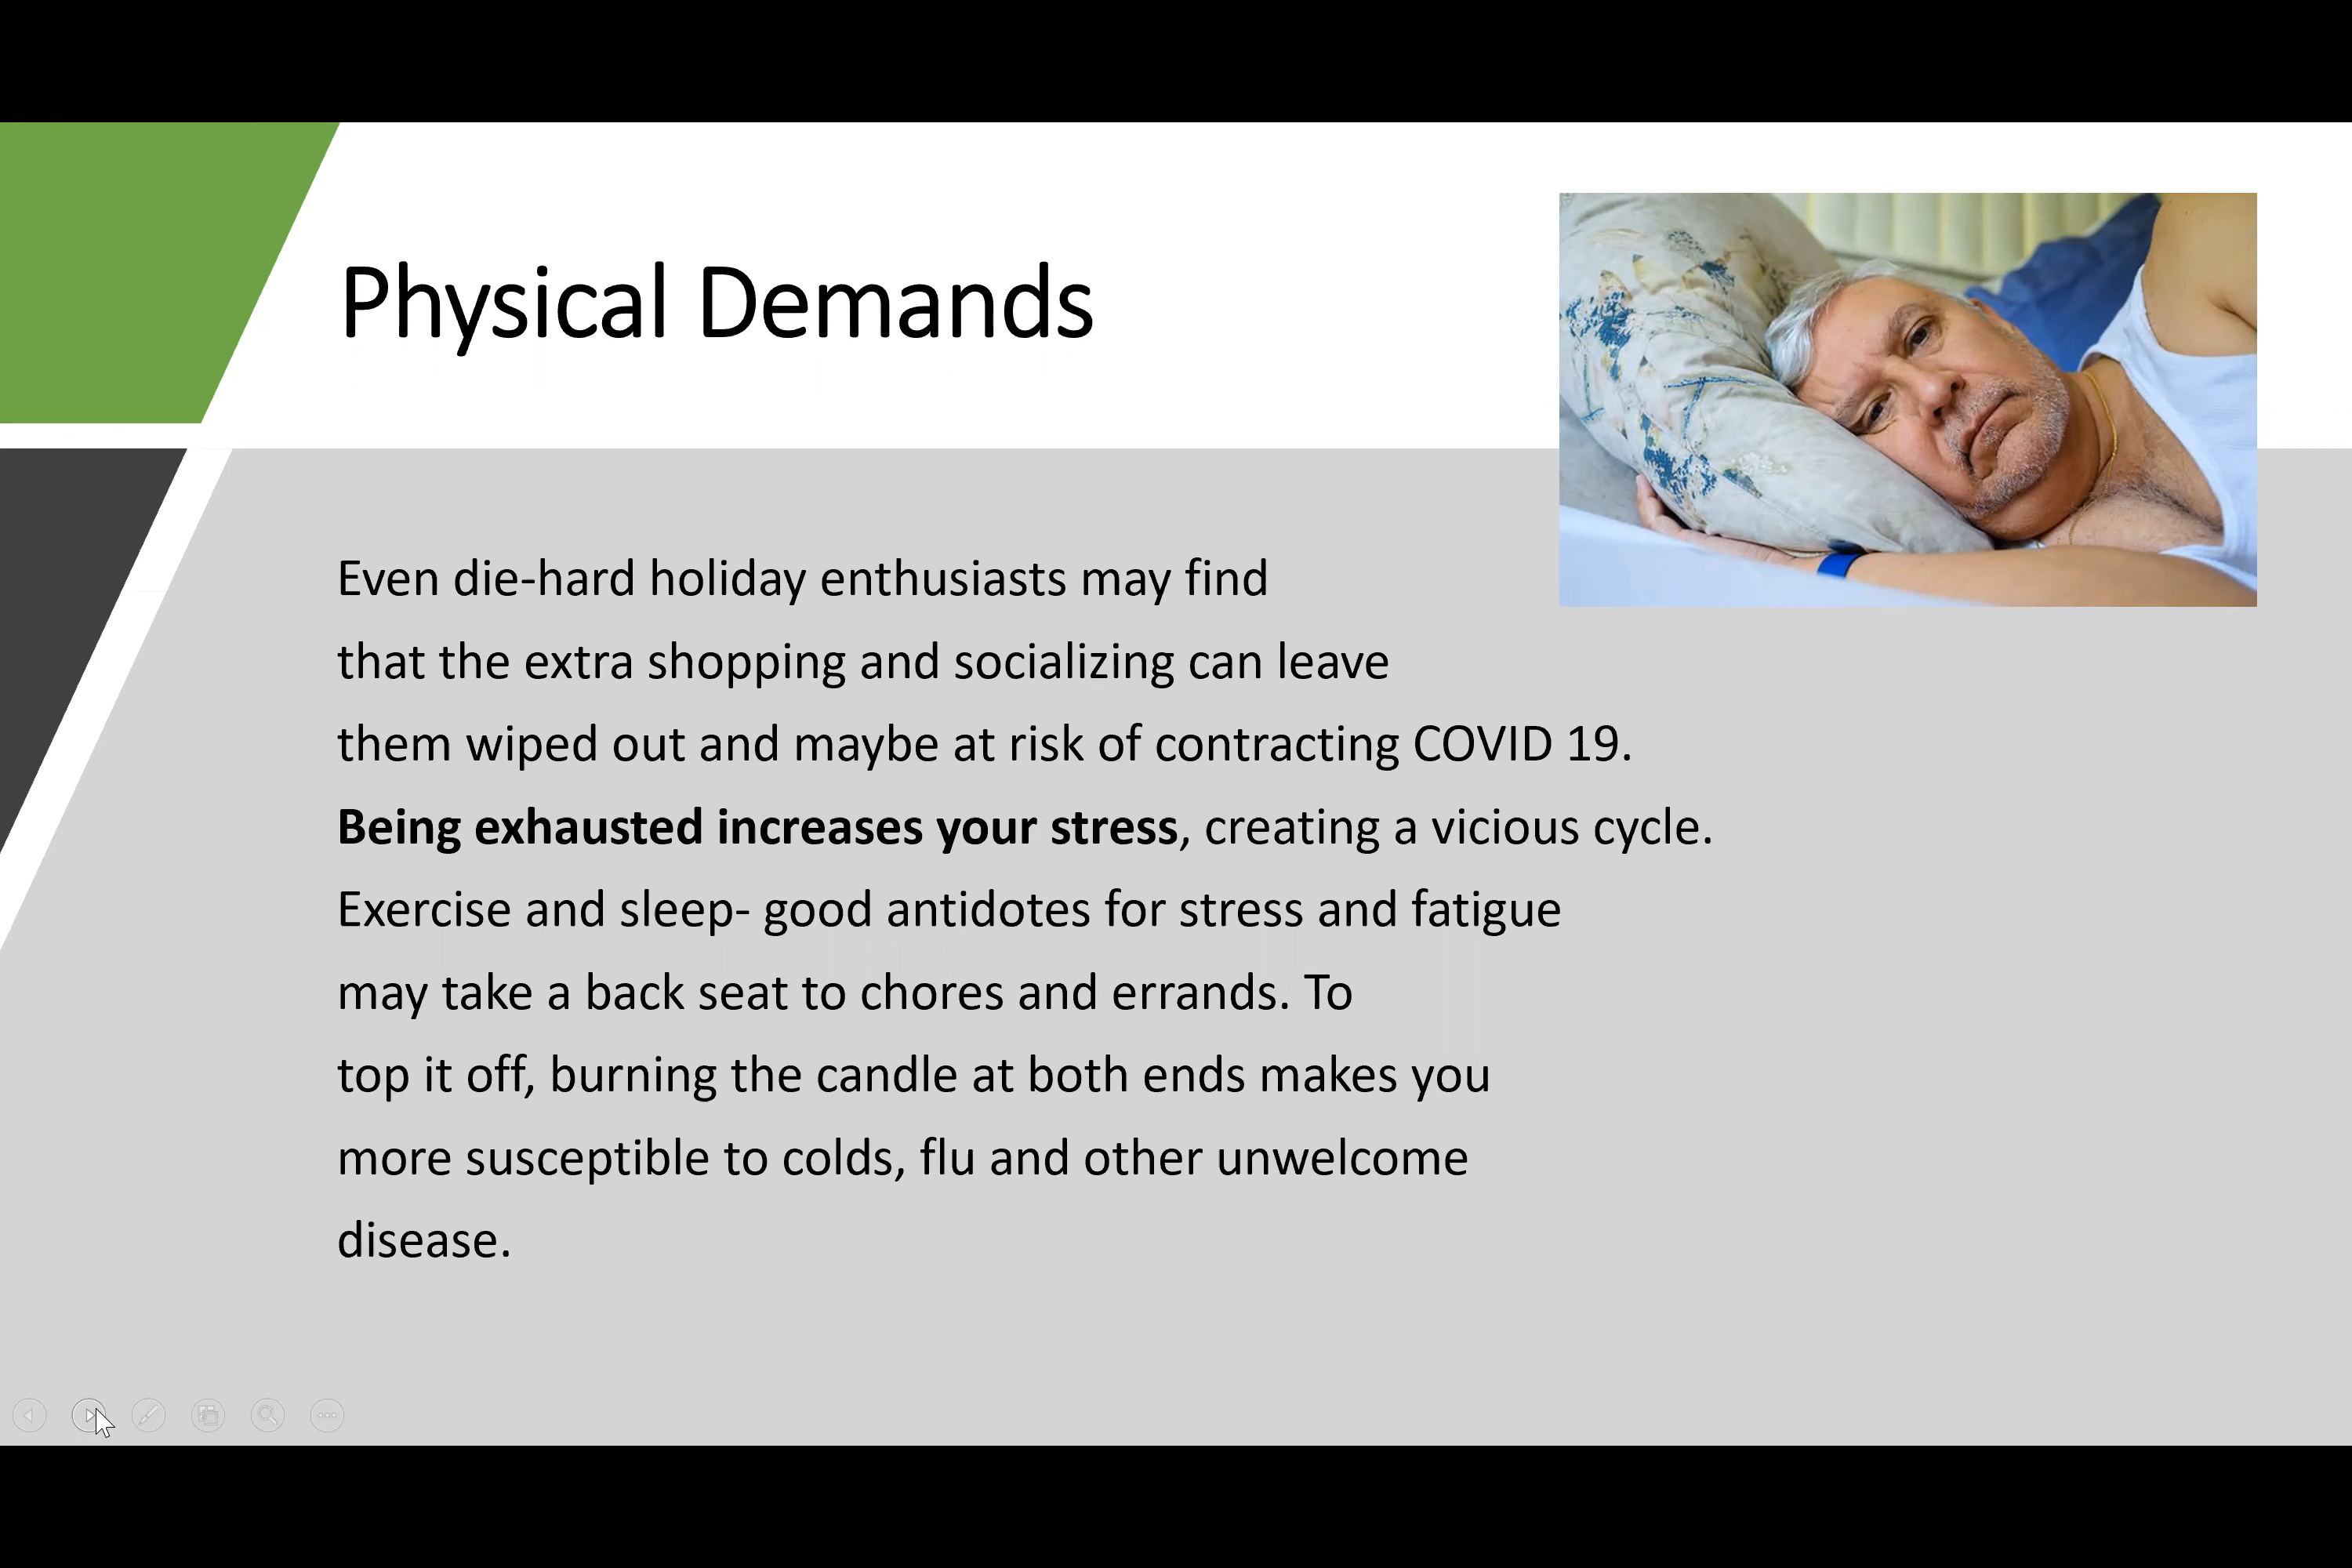 Physical Demands
Even die-hard holiday enthusiasts may find
that the extra shopping and socializing can leave
them wiped out and maybe at risk of contracting COVID 19.
Being exhausted increases your stress, creating a vicious cycle.
Exercise and sleep- good antidotes for stress and fatigue
may take a back seat to chores and errands. To
top it off, burning the candle at both ends makes you
more susceptible to colds, flu and other unwelcome
disease.